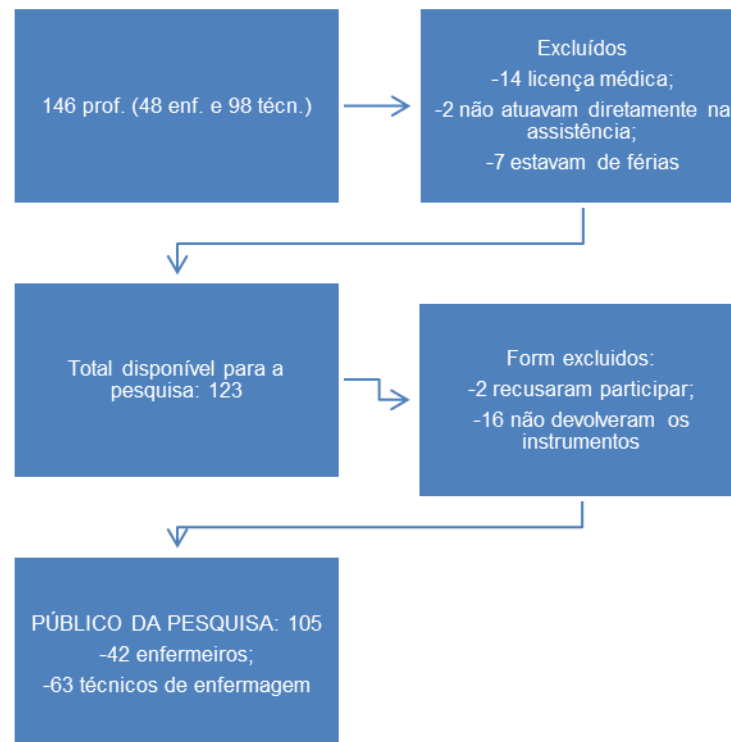 146 prof. (48 enf. e 98 técn.)
Excluídos
-14 licença médica;
-2 não atuavam diretamente na
assistência;
-7 estavam de férias
Total disponível para a
pesquisa: 123
Form excluidos:
-2 recusaram participar;
-16 não devolveram os
instrumentos
PÚBLICO DA PESQUISA: 105
-42 enfermeiros;
-63 técnicos de enfermagem